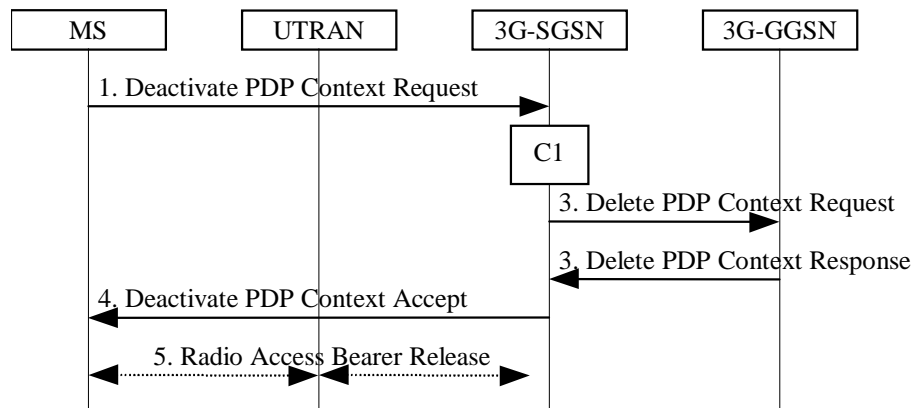 MS UTRAN 3G-SGSN 3G-GGSN
1. Deactivate PDP Context Request
C1
3. Delete PDP Context Request
3. Delete PDP Context Response
4. Deactivate PDP Context Accept
5. Radio Access Bearer Release